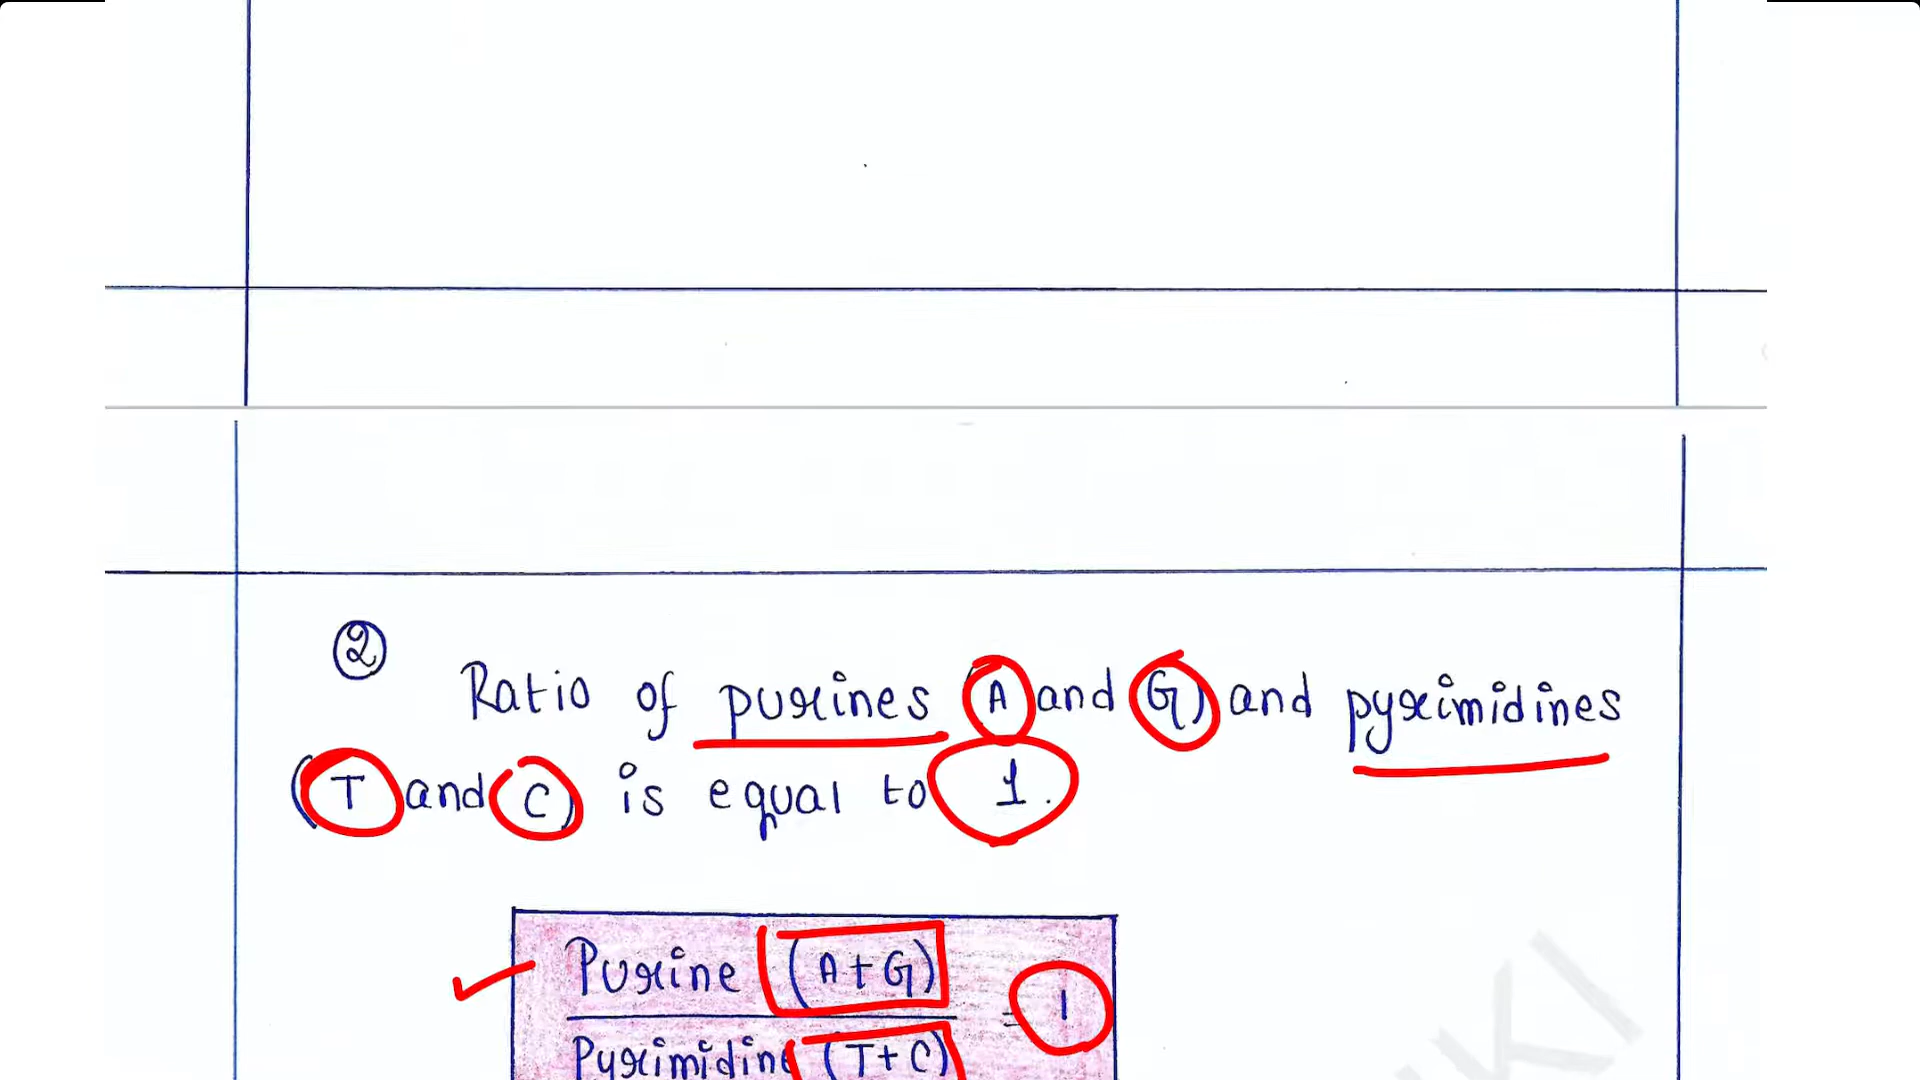 ②
Ratio of purines (A and G) and pyrimidines
(T and C) is equal to 1.
Purine (A+G)
= 1
Pyrimidine (T+C)